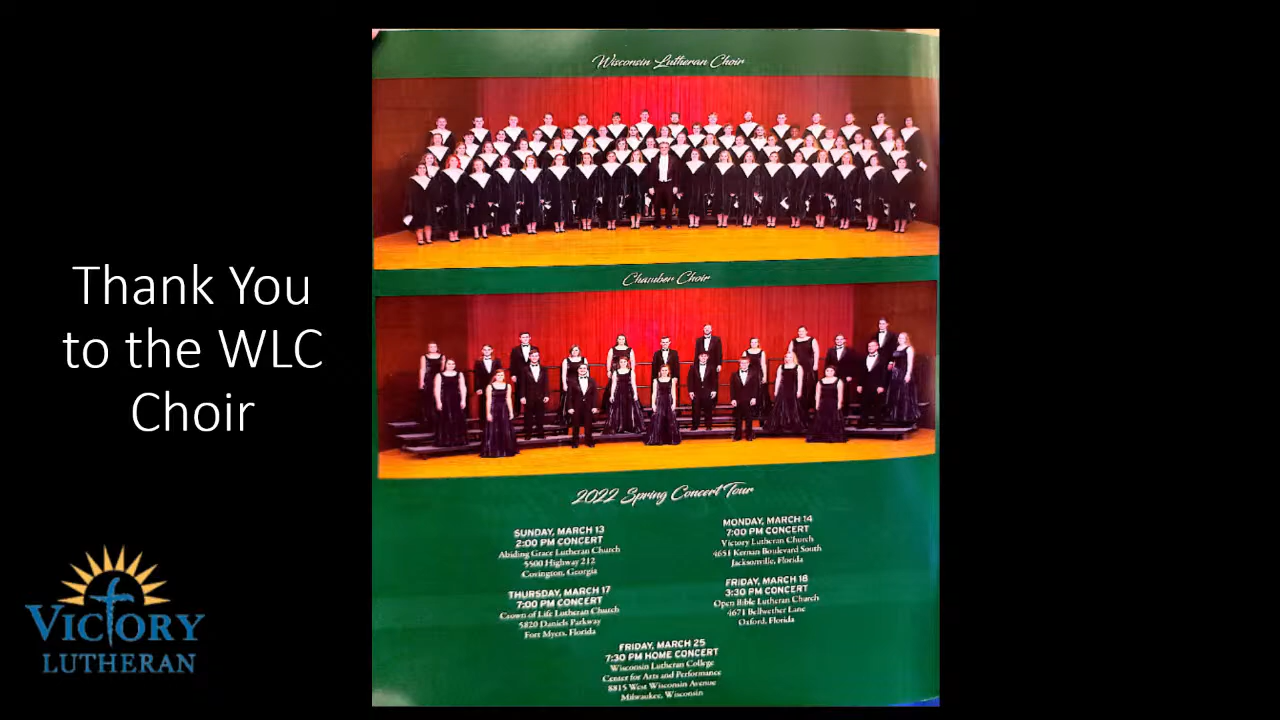 Thank You
to the WLC
Choir
VICTORY
LUTHERAN
Wisconsin Lutheran Choir
Chamber Choir
2022 Spring Concert Tour
SUNDAY, MARCH 13
2:00 PM CONCERT
Abiding Grace Lutheran Church
5500 Highway 212
Covington, Georgia
MONDAY, MARCH 14
7:00 PM CONCERT
Victory Lutheran Church
4651 Kernan Boulevard South
Jacksonville, Florida
THURSDAY, MARCH 17
7:00 PM CONCERT
Crown of Life Lutheran Church
5820 Daniels Parkway
Fort Myers, Florida
FRIDAY, MARCH 18
3:30 PM CONCERT
Open Bible Lutheran Church
4671 Bellwether Lane
Oxford, Florida
FRIDAY, MARCH 25
7:30 PM HOME CONCERT
Wisconsin Lutheran College
Center for Arts and Performance
8815 West Wisconsin Avenue
Milwaukee, Wisconsin